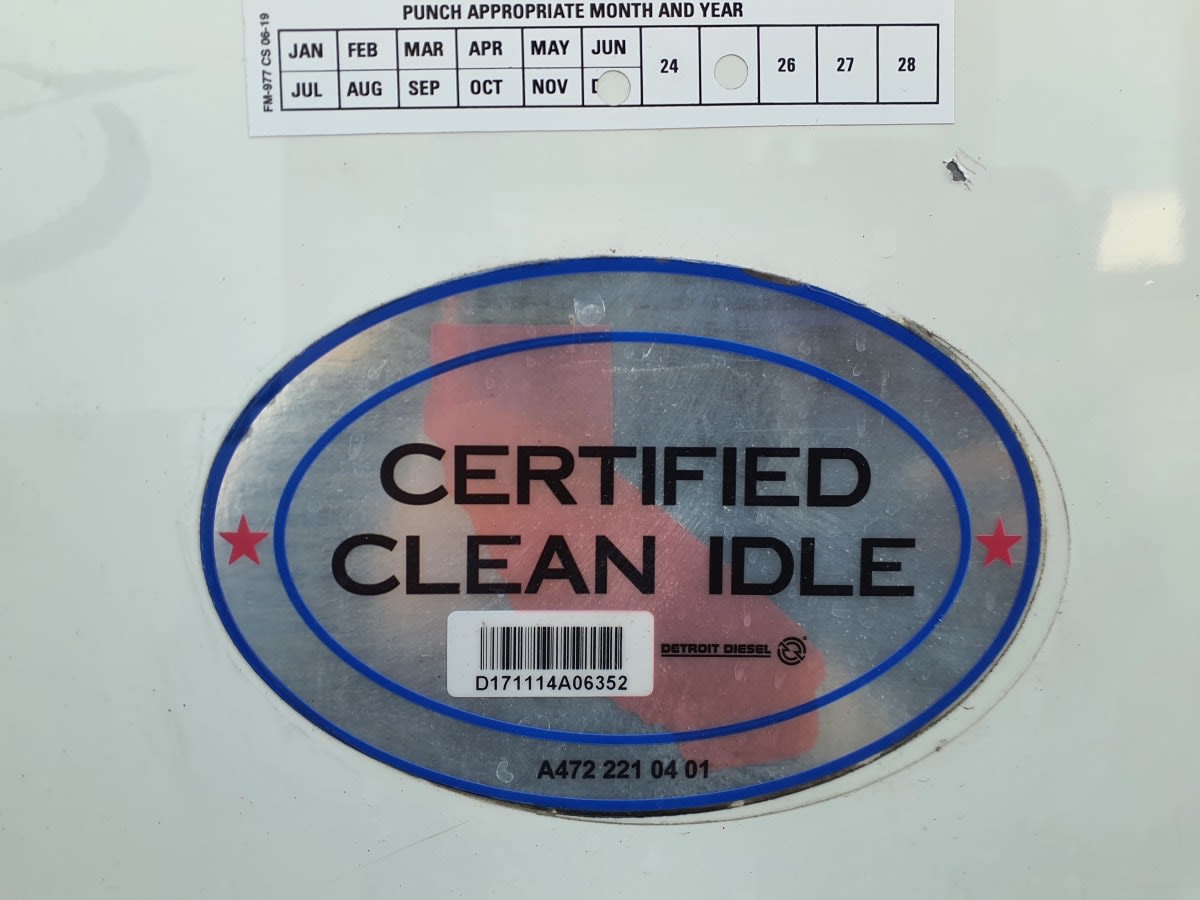 PUNCH APPROPRIATE MONTH AND YEAR
FM-977 CS 06-19
JAN FEB MAR APR MAY JUN
24 26 27 28
JUL AUG SEP OCT NOV
CERTIFIED
CLEAN IDLE
DETROIT DIESEL
D171114A06352
A472 221 04 01